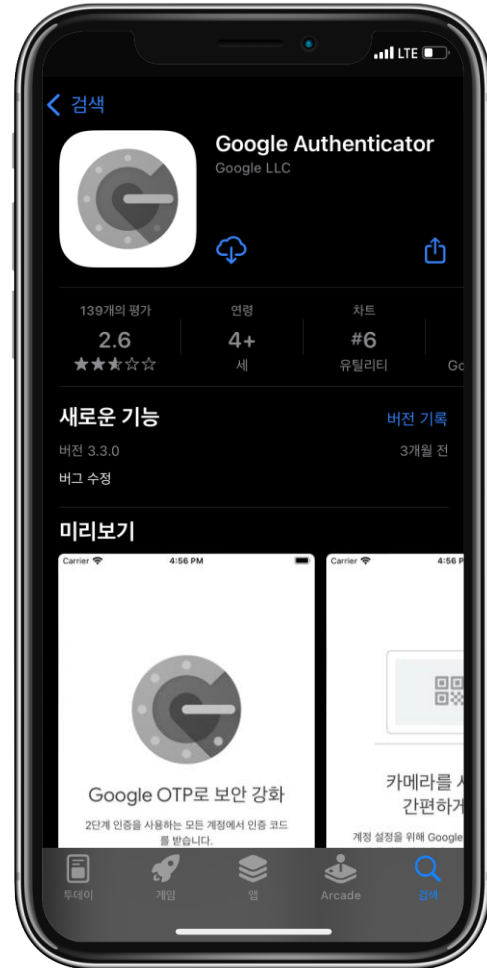 LTE
검색
Google Authenticator
Google LLC
139개의 평가
연령
차트
2.6
4+
#6
세
유틸리티
새로운 기능
버전 기록
버전 3.3.0
3개월 전
버그 수정
미리보기
Carrier
4:56 PM
Carrier
Google OTP로 보안 강화
2단계 인증을 사용하는 모든 계정에서 인증 코드
를 받습니다.
카메라를
간편하게
계정 설정을 위해 Google
투데이
게임
앱
Arcade
검색